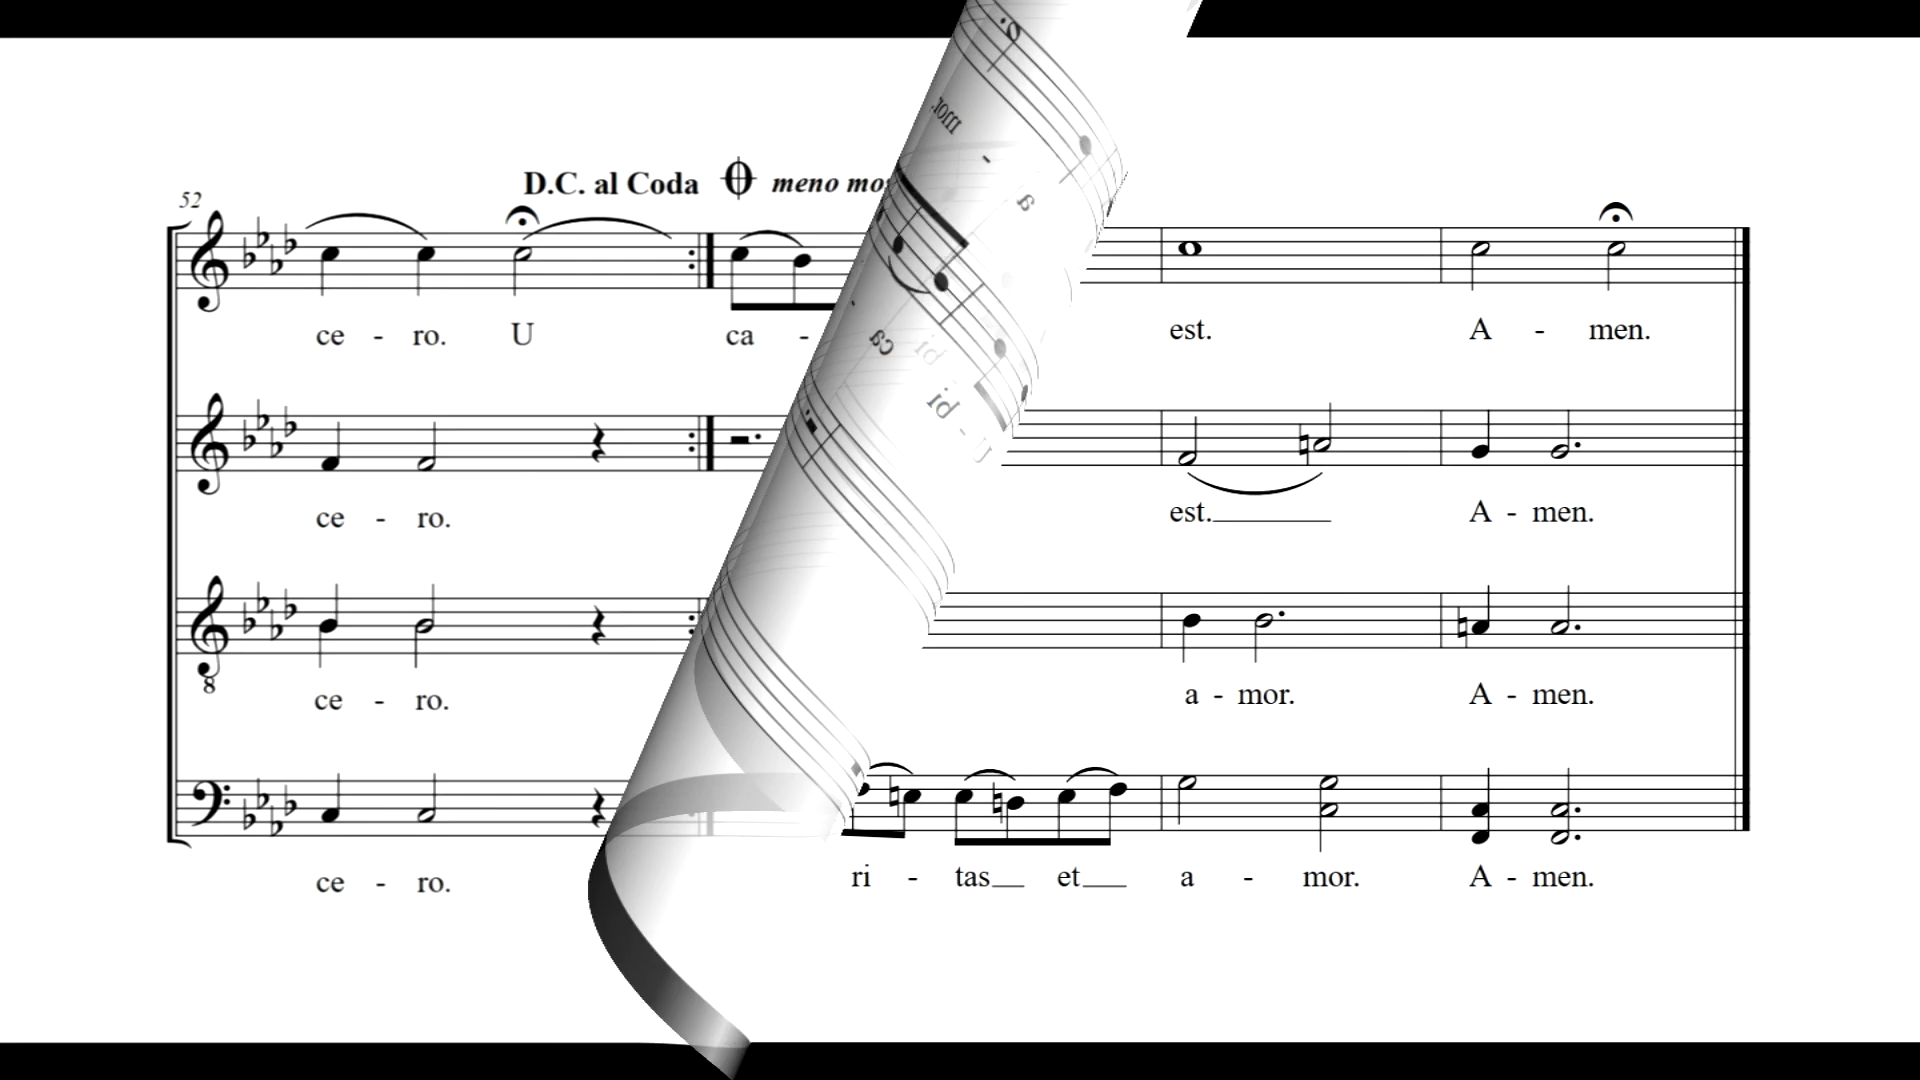 D.C. al Coda meno mo
52
ce - ro. U ca - est. A - men.
ce - ro. est. A - men.
8
ce - ro. a - mor. A - men.
ce - ro. ri - tas et a - mor. A - men.